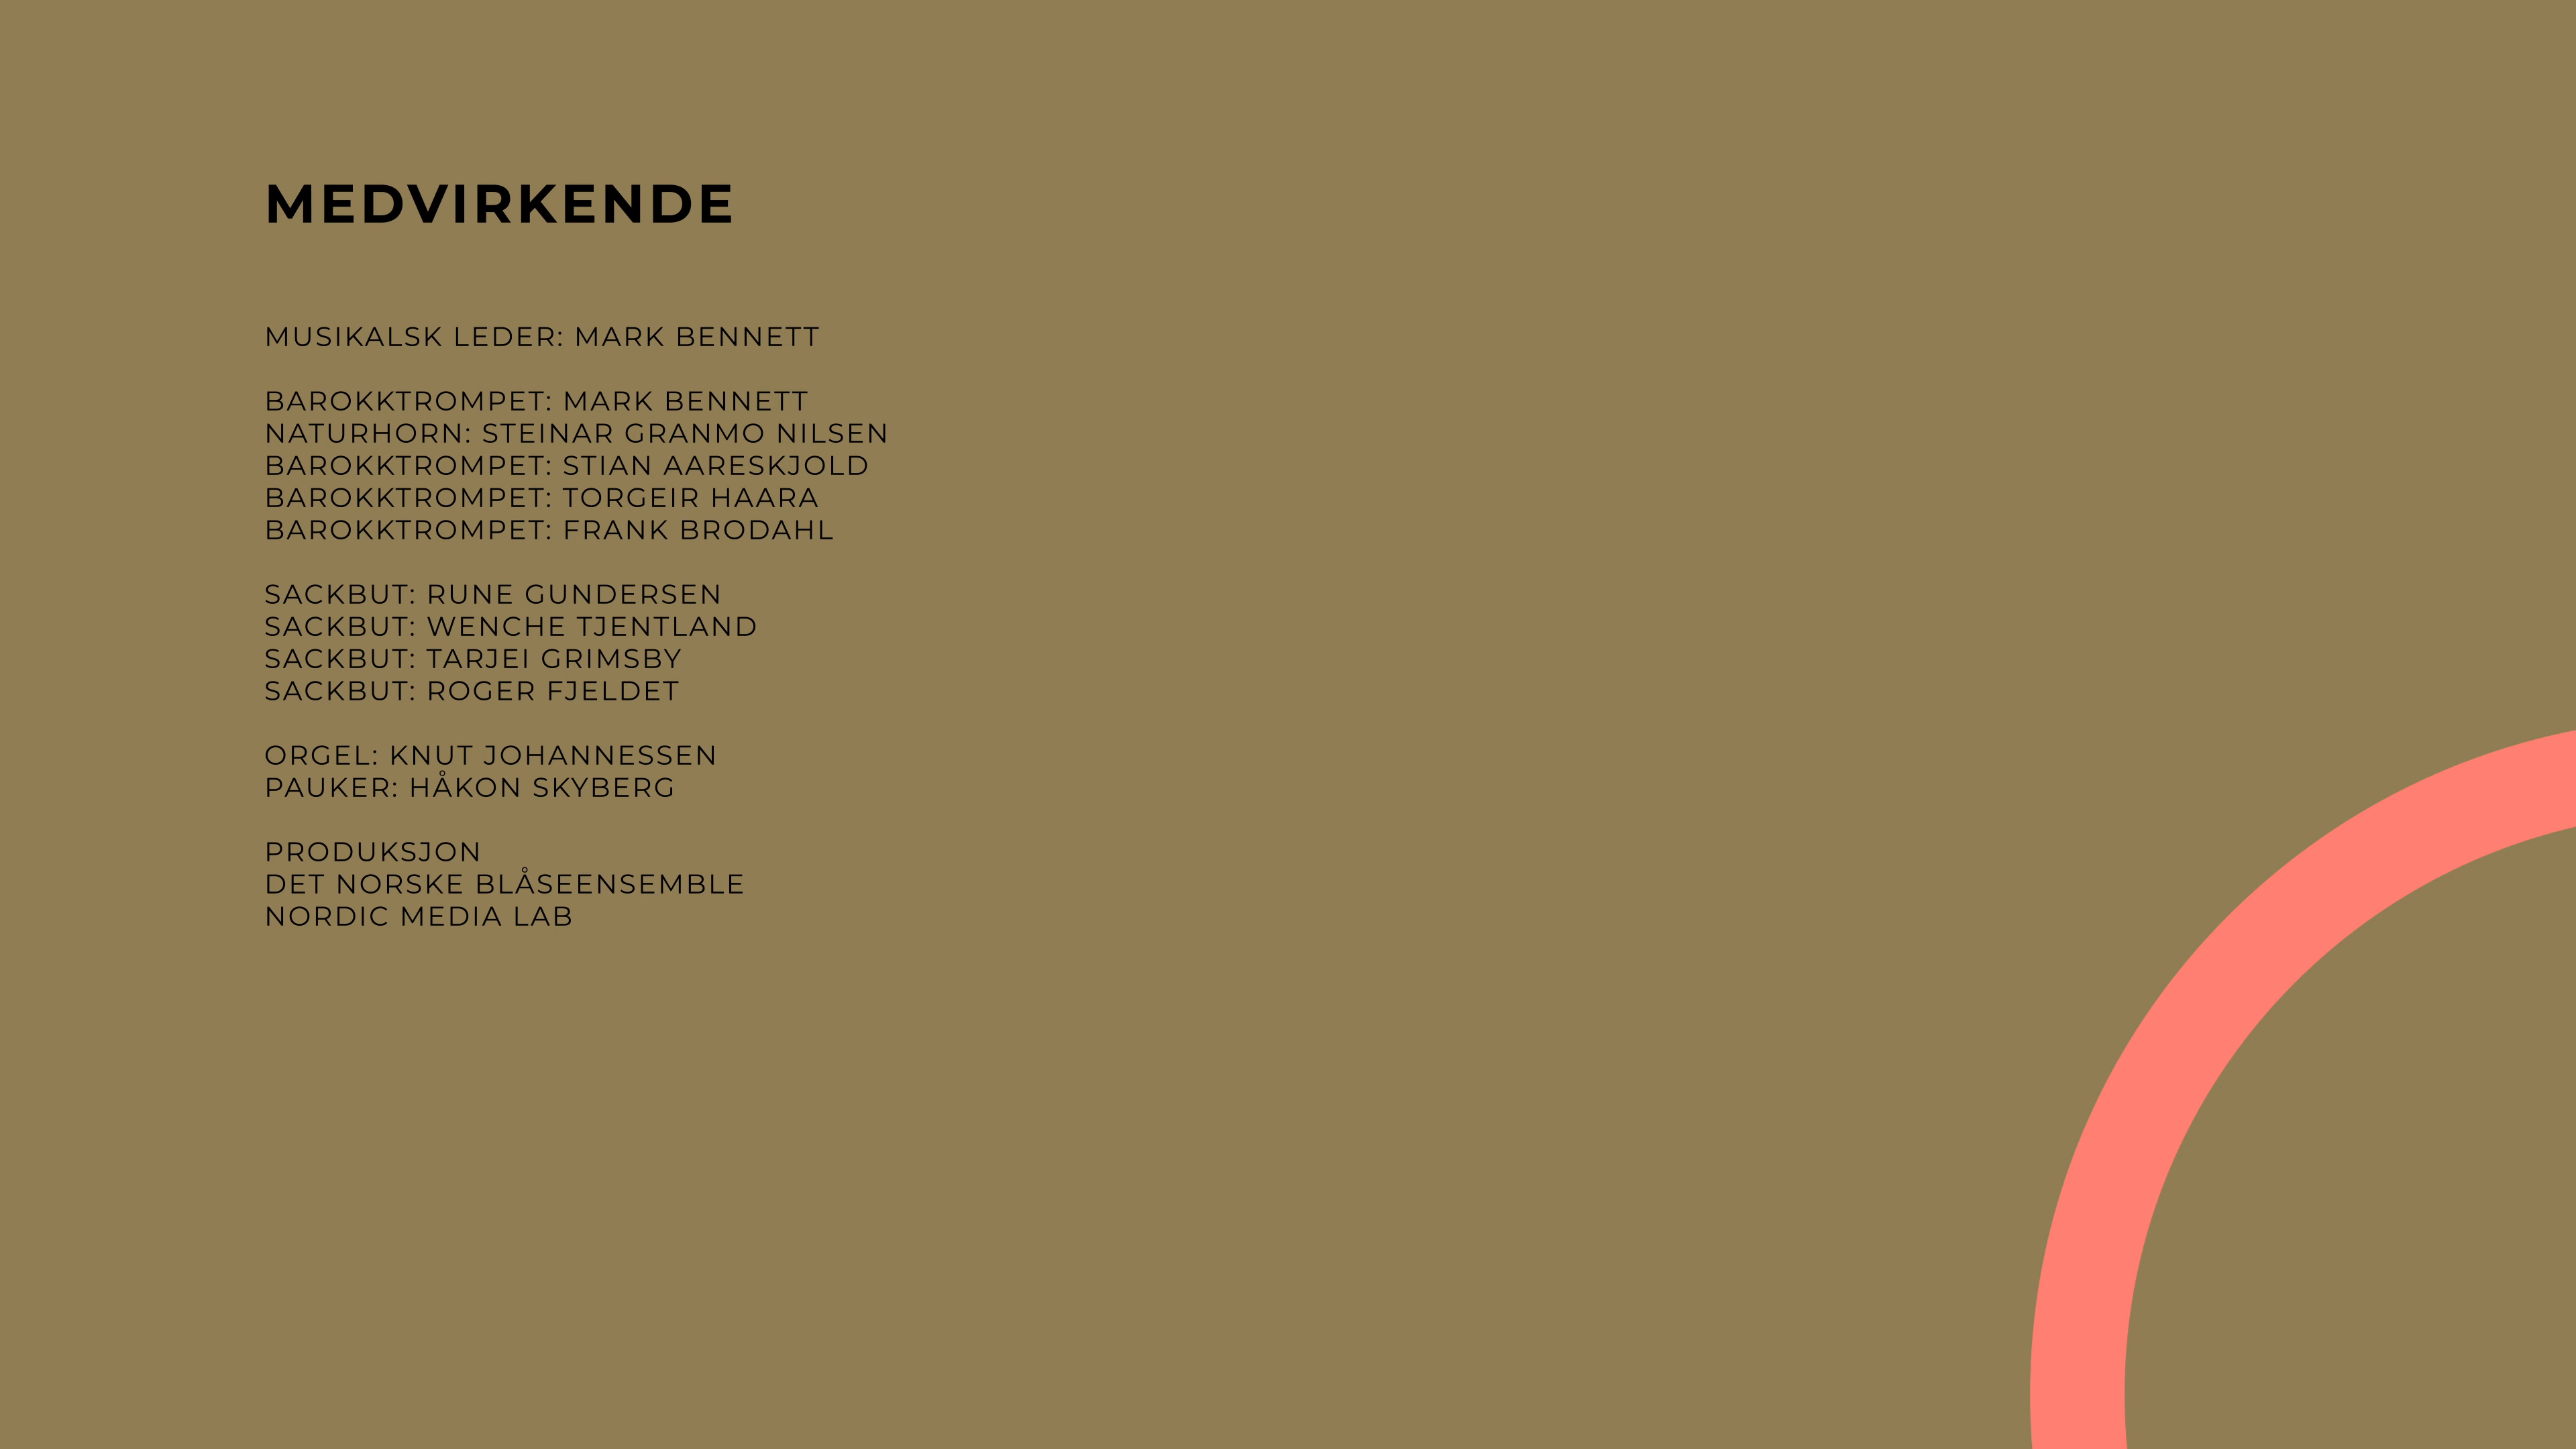 MEDVIRKENDE
MUSIKALSK LEDER: MARK BENNETT
BAROKKTROMPET: MARK BENNETT
NATURHORN: STEINAR GRANMO NILSEN
BAROKKTROMPET: STIAN AARESKJOLD
BAROKKTROMPET: TORGEIR HAARA
BAROKKTROMPET: FRANK BRODAHL
SACKBUT: RUNE GUNDERSEN
SACKBUT: WENCHE TJENTLAND
SACKBUT: TARJEI GRIMSBY
SACKBUT: ROGER FJELDET
ORGEL: KNUT JOHANNESSEN
PAUKER: HÅKON SKYBERG
PRODUKSJON
DET NORSKE BLÅSEENSEMBLE
NORDIC MEDIA LAB